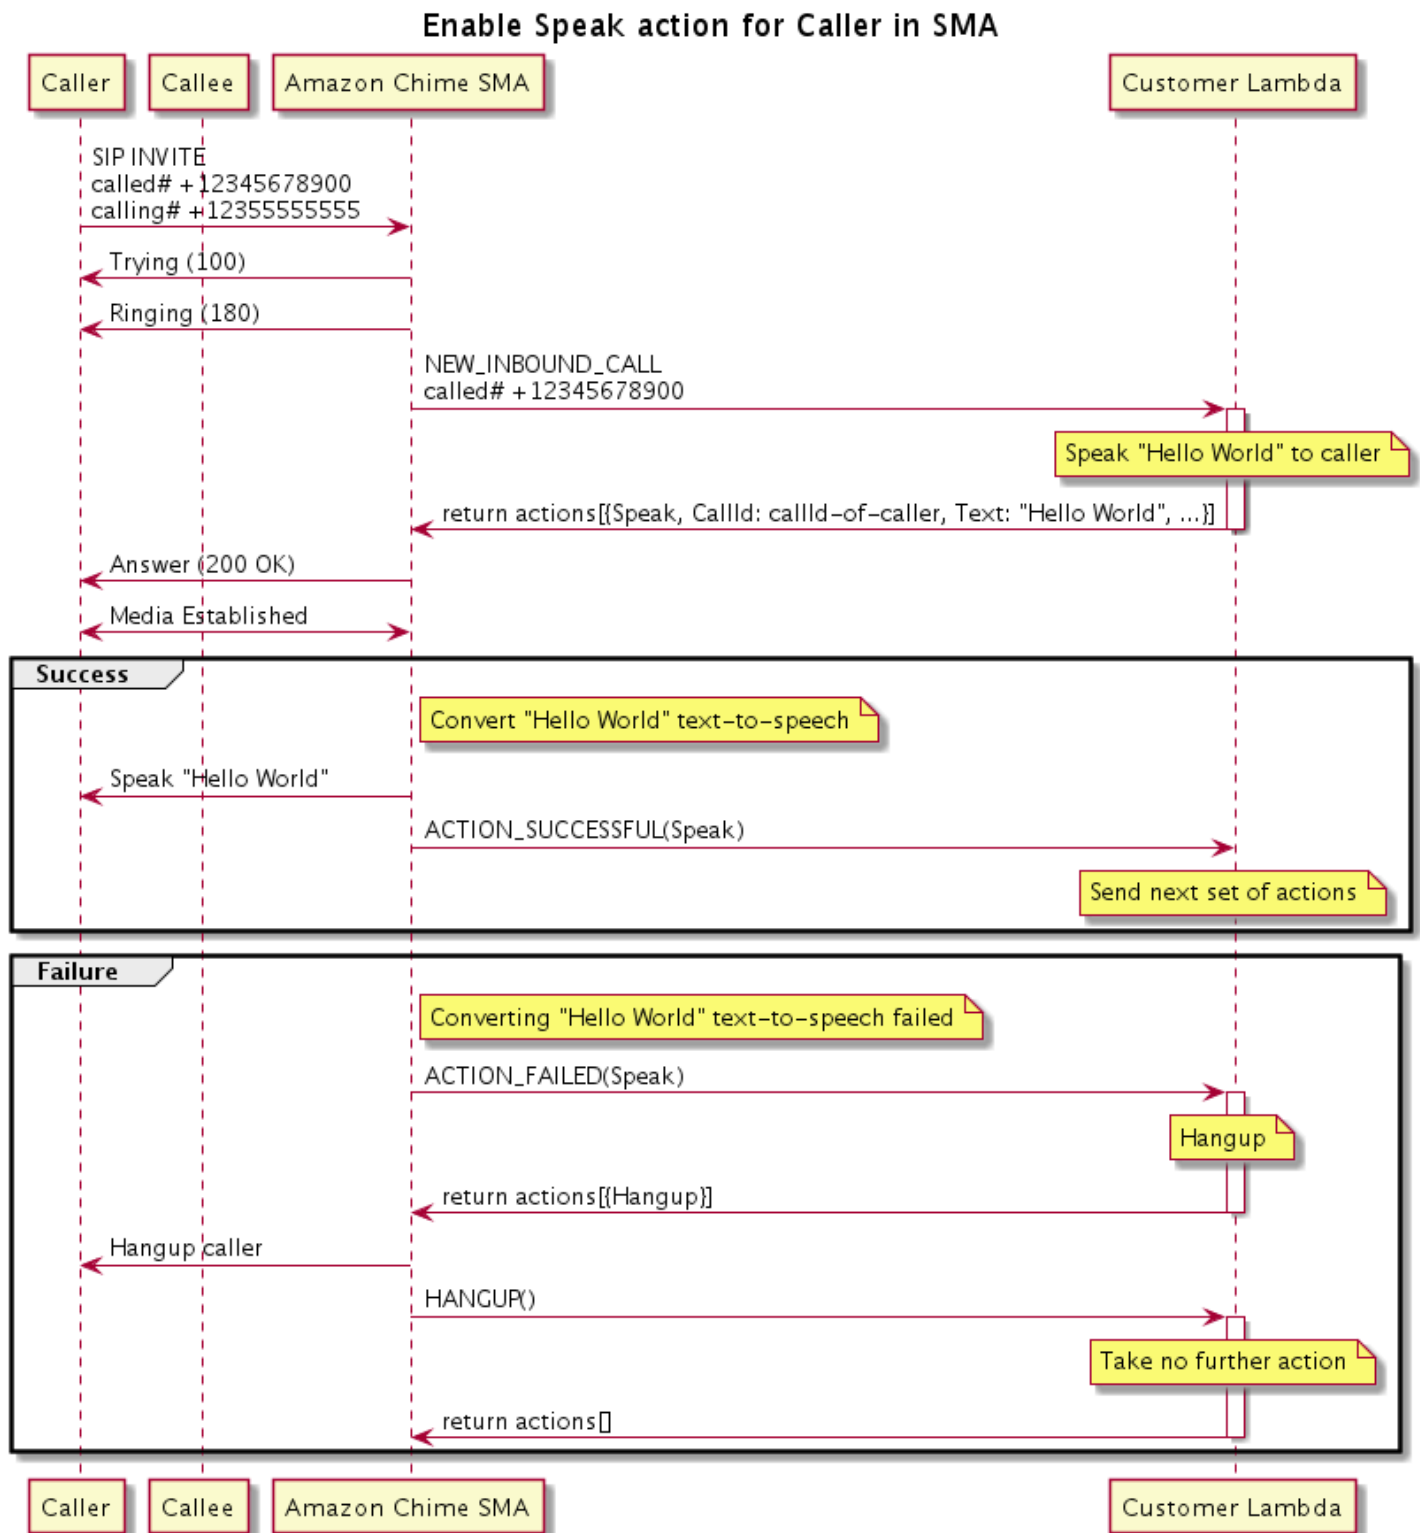 Enable Speak action for Caller in SMA
Caller
Callee
Amazon Chime SMA
Customer Lambda
SIP INVITE
called# +12345678900
calling# +12355555555
Trying (100)
Ringing (180)
NEW_INBOUND_CALL
called# +12345678900
Speak "Hello World" to caller
return actions[{Speak, CallId: callId-of-caller, Text: "Hello World", ...}]
Answer (200 OK)
Media Established
Success
Convert "Hello World" text-to-speech
Speak "Hello World"
ACTION_SUCCESSFUL(Speak)
Send next set of actions
Failure
Converting "Hello World" text-to-speech failed
ACTION_FAILED(Speak)
Hangup
return actions[{Hangup}]
Hangup caller
HANGUP()
Take no further action
return actions[]
Caller
Callee
Amazon Chime SMA
Customer Lambda